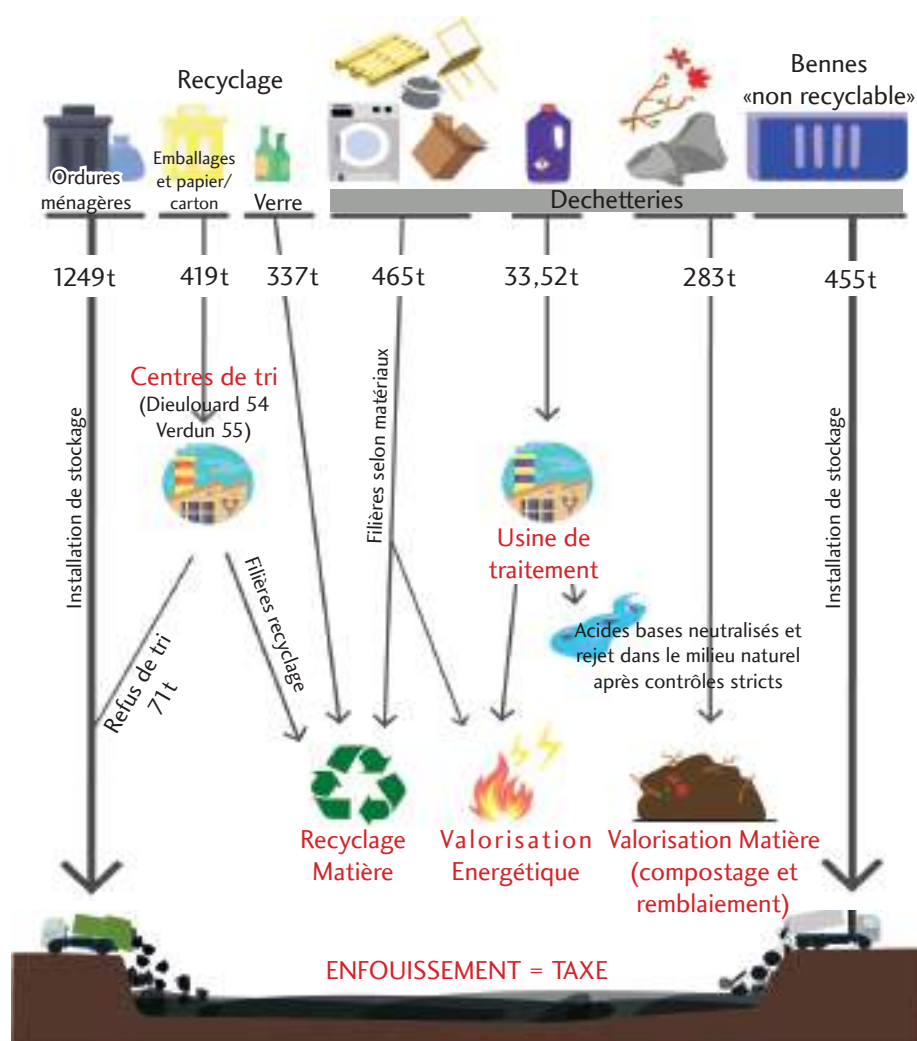 Recyclage
Bennes
«non recyclable»
Ordures
ménagères
Emballages
et papier/
carton
Verre
Dechetteries
1249t
419t
337t
465t
33,52t
283t
455t
Centres de tri
(Dieulouard 54
Verdun 55)
Installation de stockage
Filières selon matériaux
Installation de stockage
Usine de
traitement
Refus de tri
71t
Filières recyclage
Acides bases neutralisés et
rejet dans le milieu naturel
après contrôles stricts
Recyclage
Matière
Valorisation
Energétique
Valorisation Matière
(compostage et
remblaiement)
ENFOUISSEMENT = TAXE